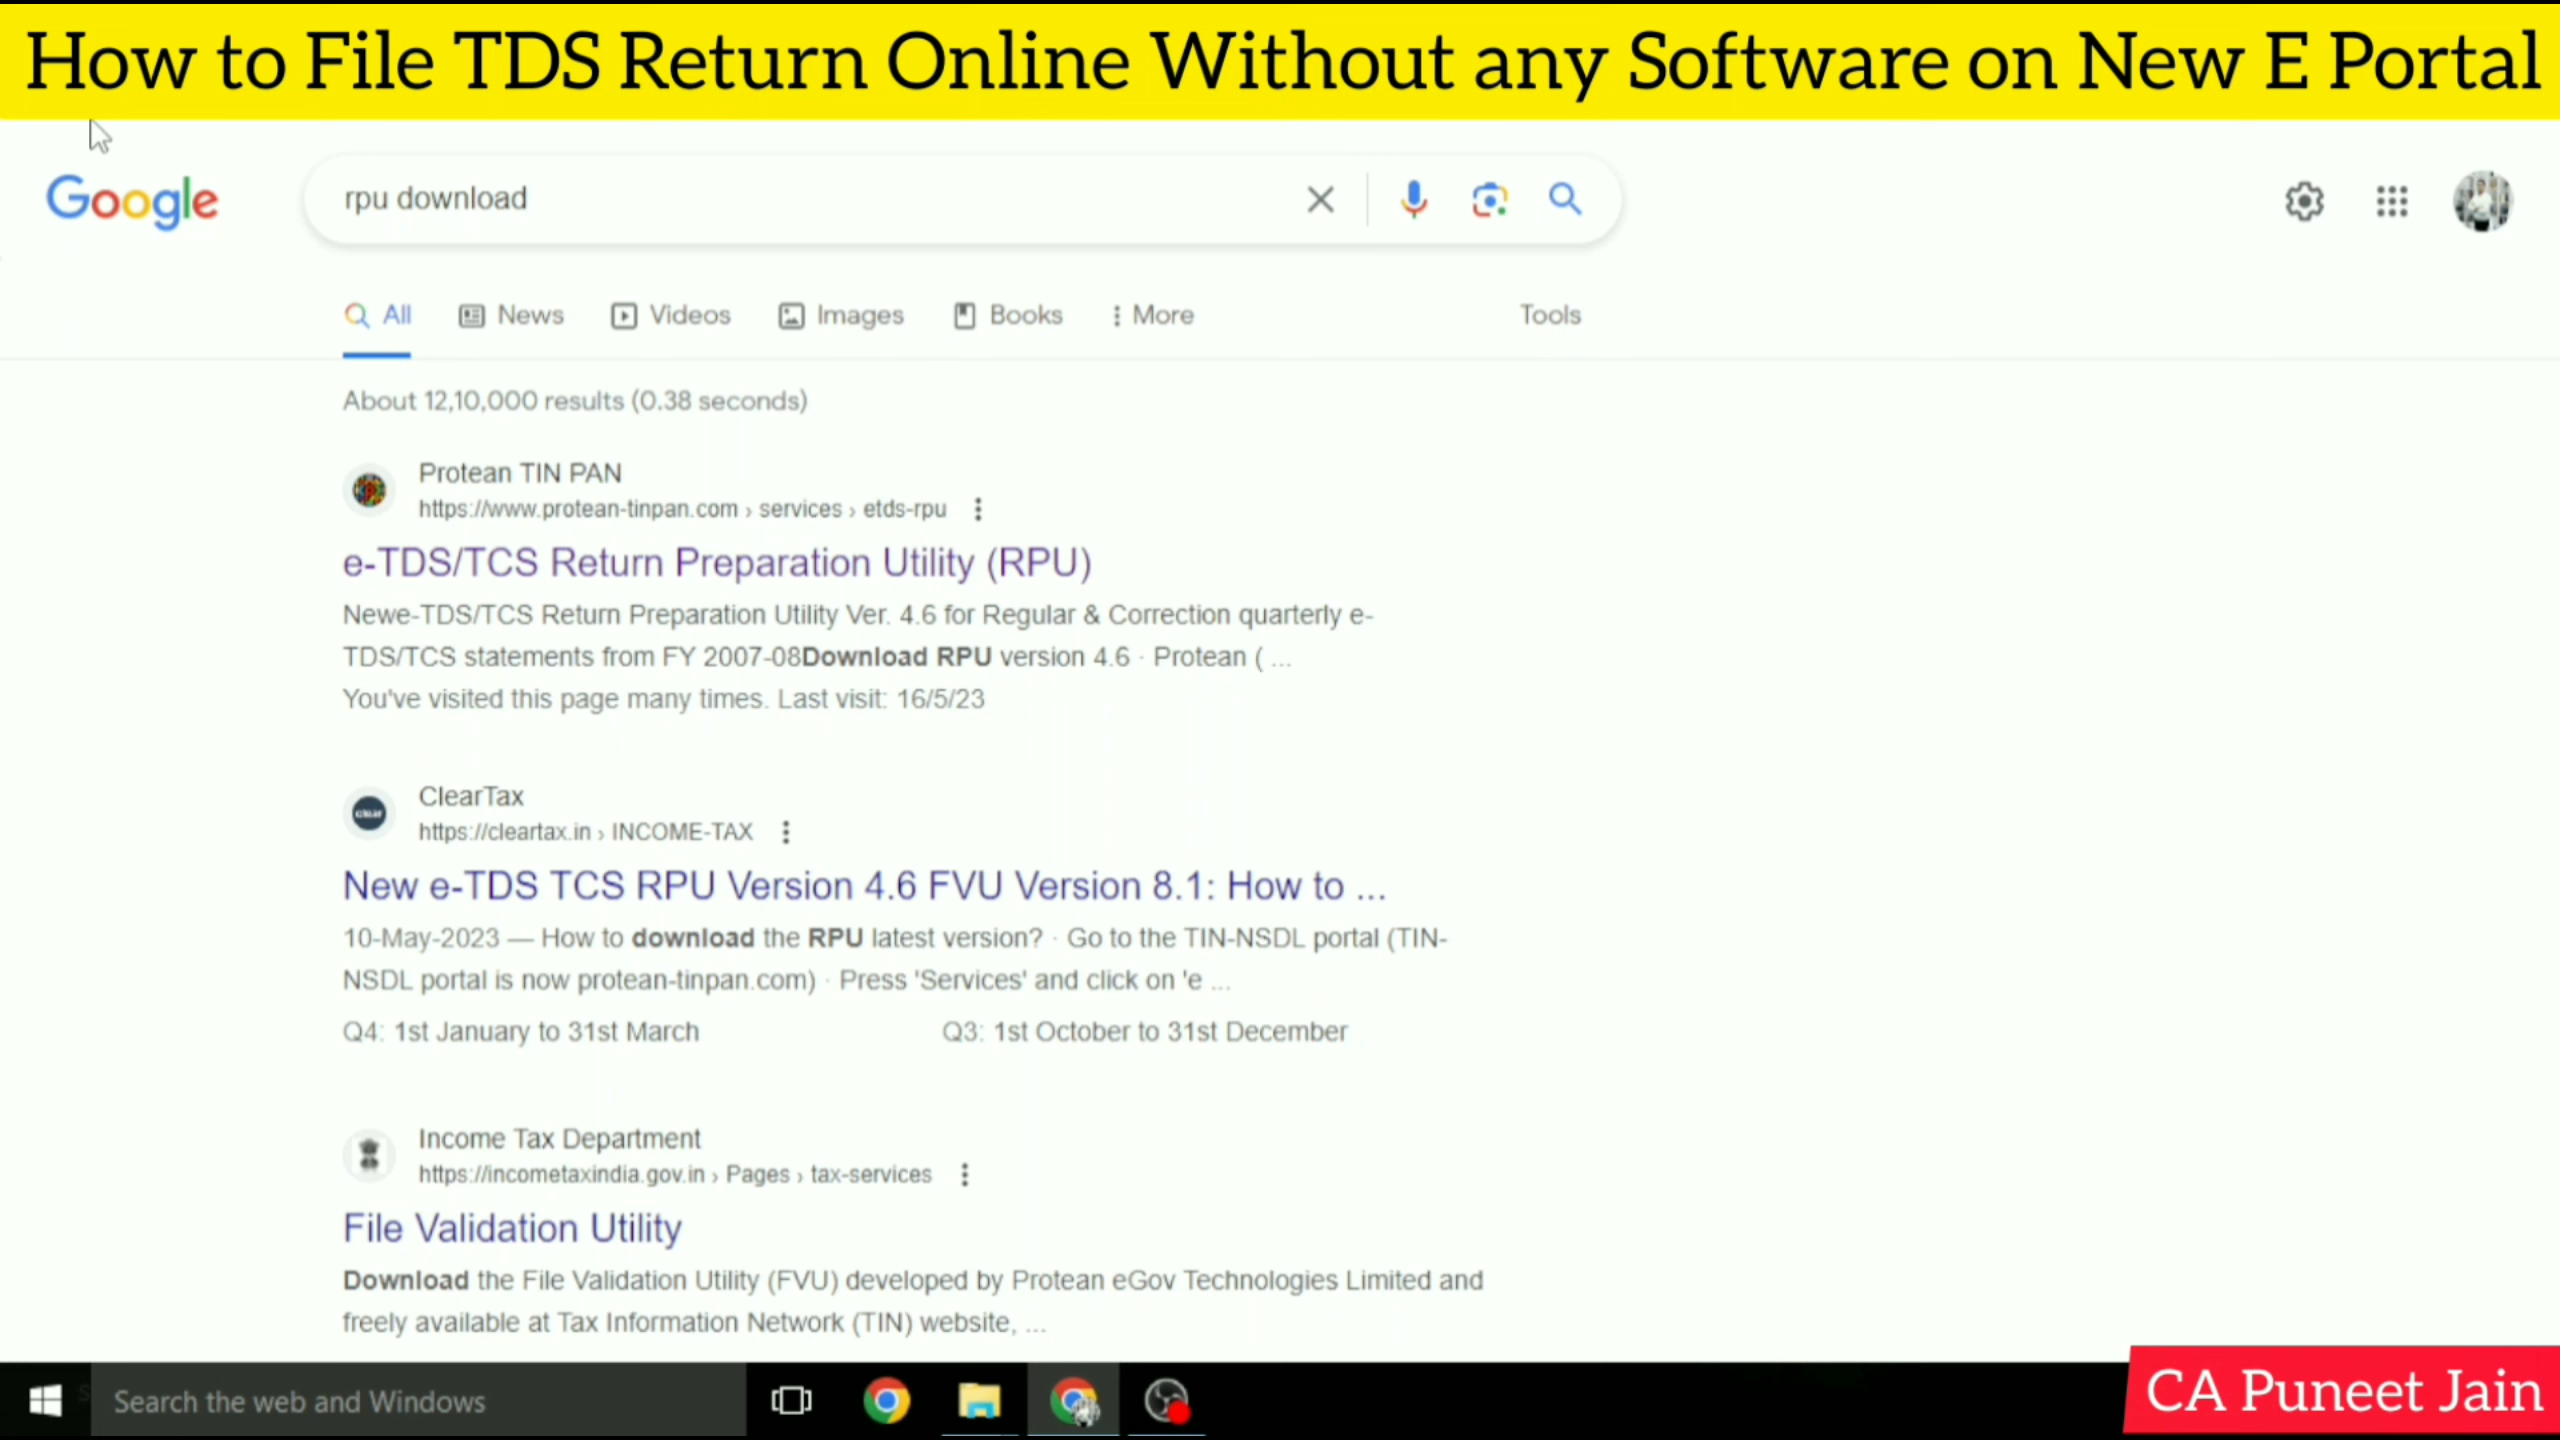 How to File TDS Return Online Without any Software on New E Portal
Google
rpu download
All News Videos Images Books More Tools
About 12,10,000 results (0.38 seconds)
Protean TIN PAN
https://www.protean-tinpan.com › services › etds-rpu
e-TDS/TCS Return Preparation Utility (RPU)
Newe-TDS/TCS Return Preparation Utility Ver. 4.6 for Regular & Correction quarterly e-
TDS/TCS statements from FY 2007-08Download RPU version 4.6 · Protean ( ...
You've visited this page many times. Last visit: 16/5/23
ClearTax
clear
https://cleartax.in › INCOME-TAX
New e-TDS TCS RPU Version 4.6 FVU Version 8.1: How to ...
10-May-2023 — How to download the RPU latest version? · Go to the TIN-NSDL portal (TIN-
NSDL portal is now protean-tinpan.com) · Press 'Services' and click on 'e ...
Q4: 1st January to 31st March Q3: 1st October to 31st December
Income Tax Department
https://incometaxindia.gov.in › Pages › tax-services
File Validation Utility
Download the File Validation Utility (FVU) developed by Protean eGov Technologies Limited and
freely available at Tax Information Network (TIN) website, ...
Search the web and Windows
CA Puneet Jain